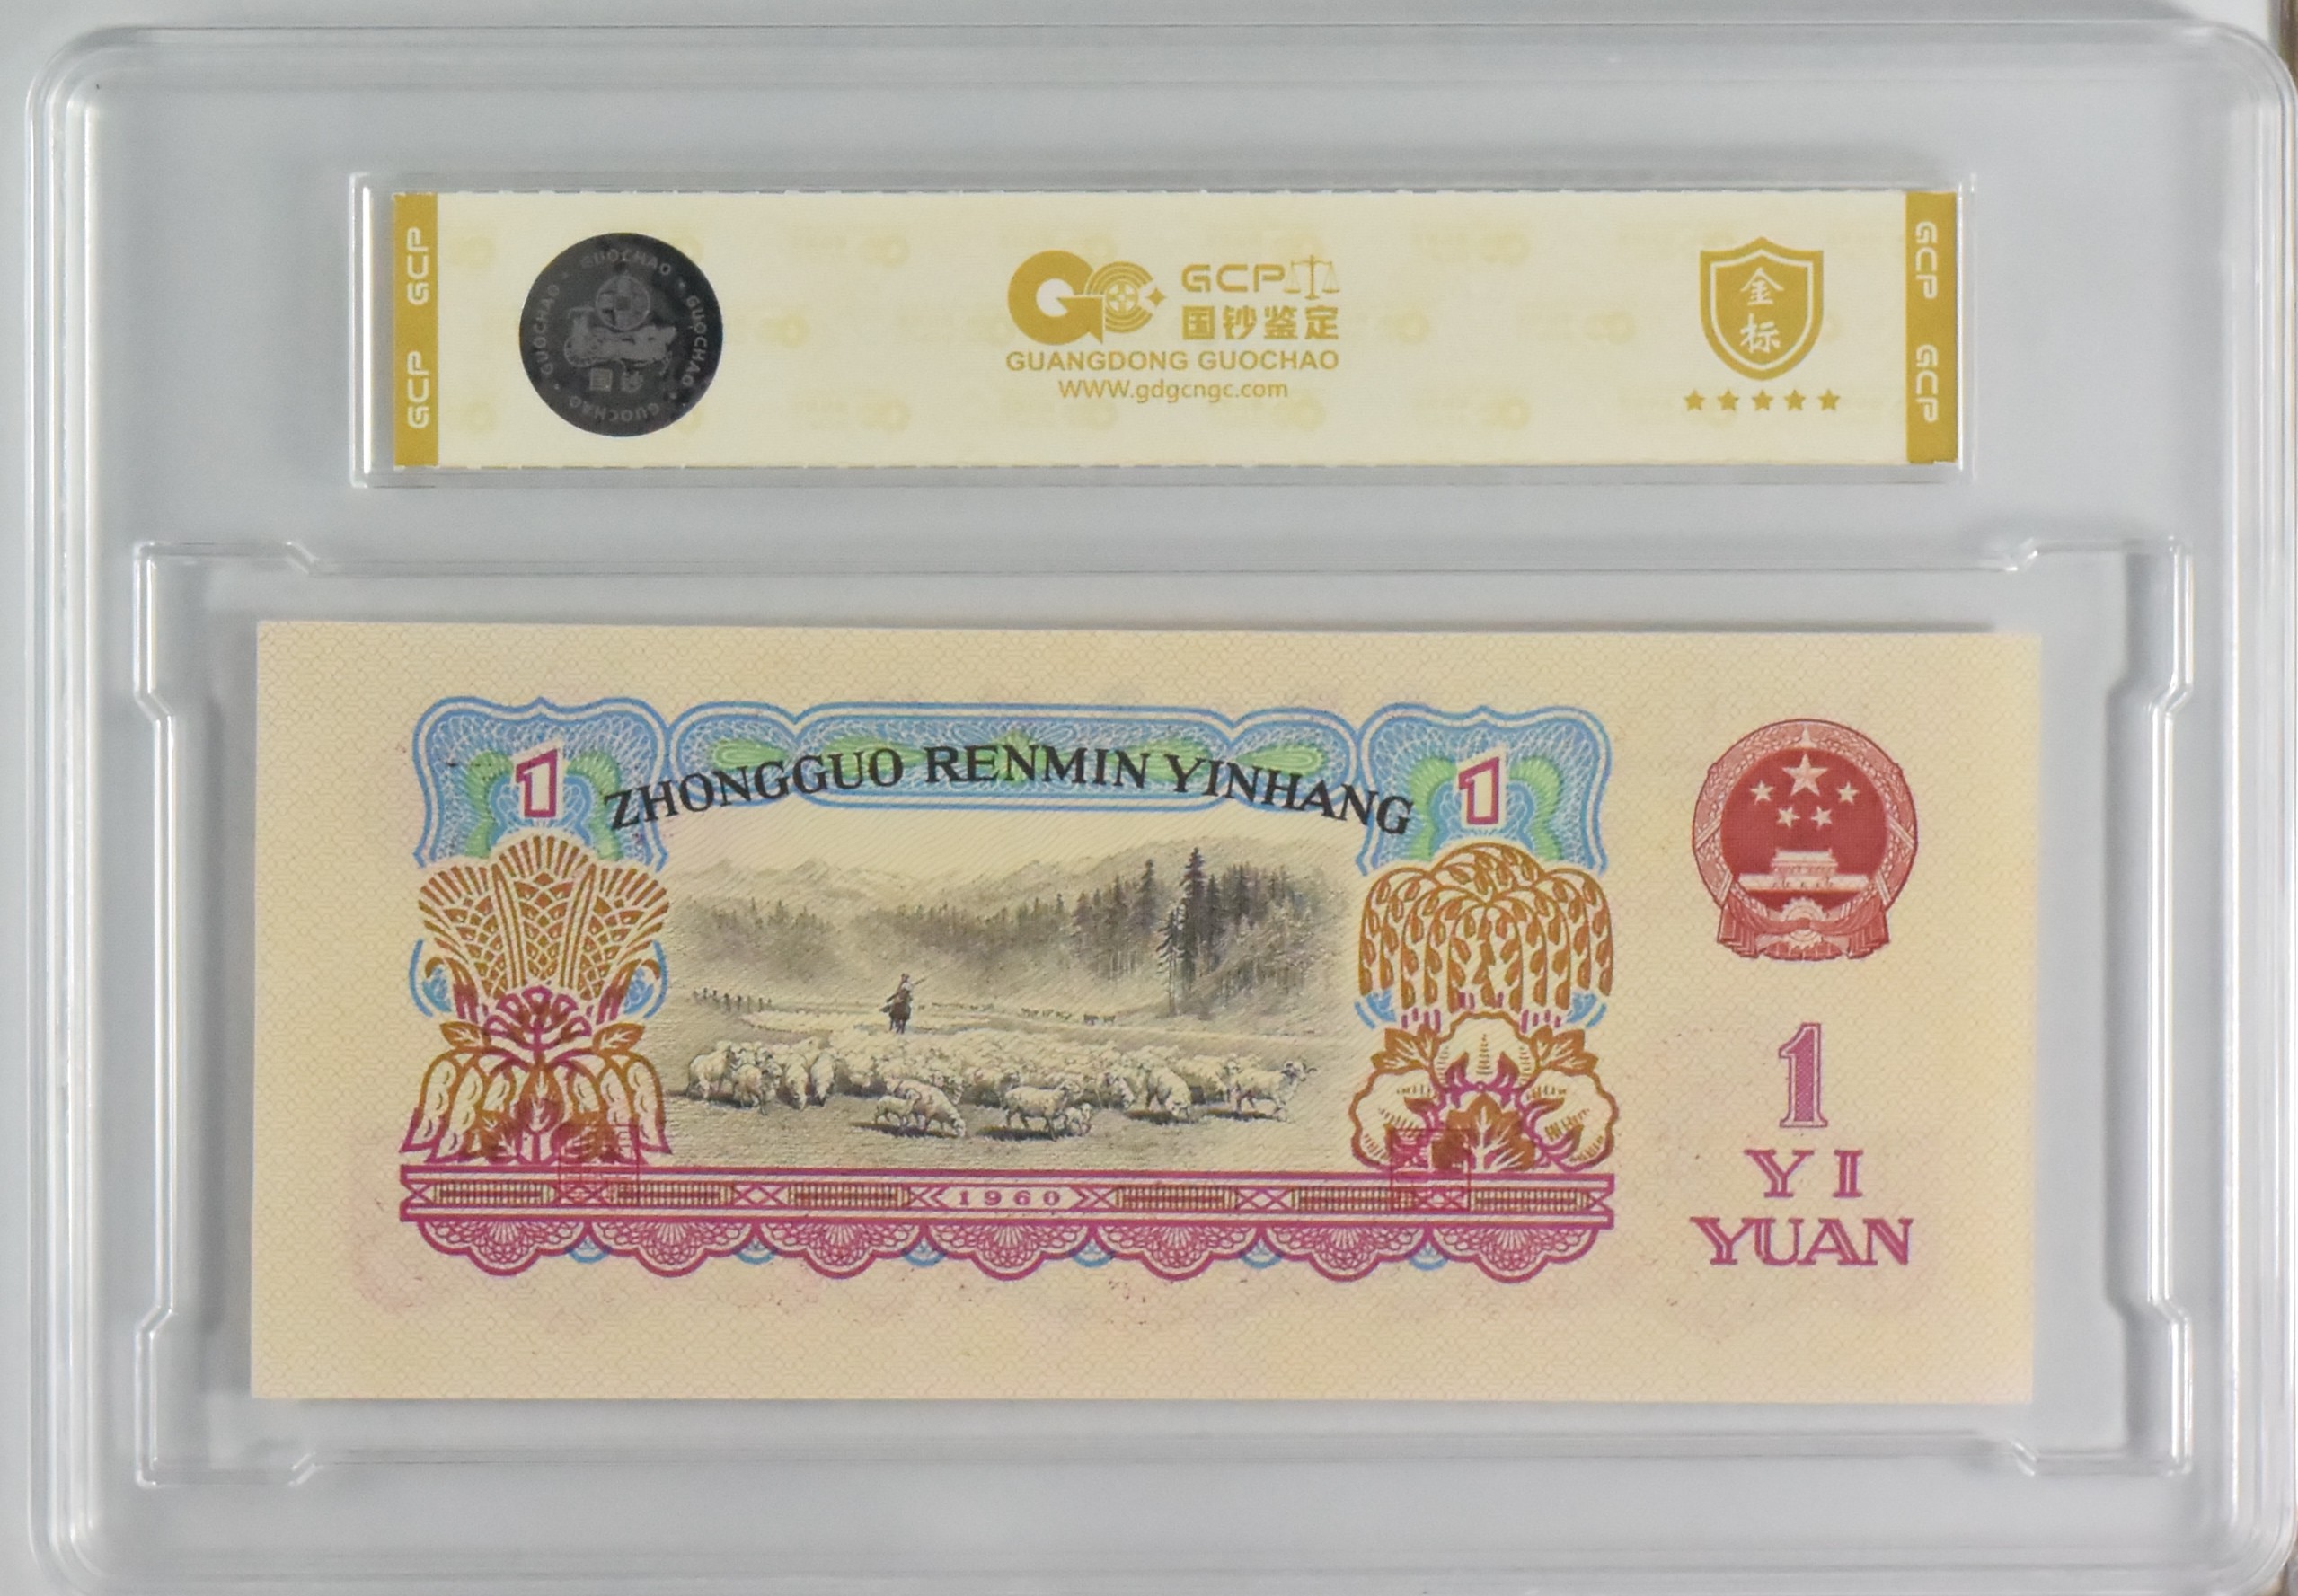 GCP GCP
GUOCHAO · GUOCHAO · GUOCHAO · GUOCHAO
国钞
GCP
国钞鉴定
GUANGDONG GUOCHAO
WWW.gdgcngc.com
金
标
GCP GCP
1 ZHONGGUO RENMIN YINHANG 1
1960
1
YI
YUAN